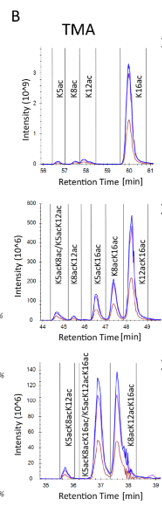 B
TMA
Intensity (10^9)
3
2
1
0
K5ac
K8ac
K12ac
K16ac
56 57 58 59 60 61
Retention Time [min]
Intensity (10^6)
600
500
400
300
200
100
0
K5acK8ac/K5acK12ac
K8acK12ac
K5acK16ac
K8acK16ac
K12acK16ac
44 45 46 47 48 49
Retention Time [min]
%
Intensity (10^6)
140
120
100
80
60
40
20
0
K5acK8acK12ac
K5acK8acK16ac/K5acK12acK16ac
K8acK12acK16ac
35 36 37 38 39
Retention Time [min]
%
%